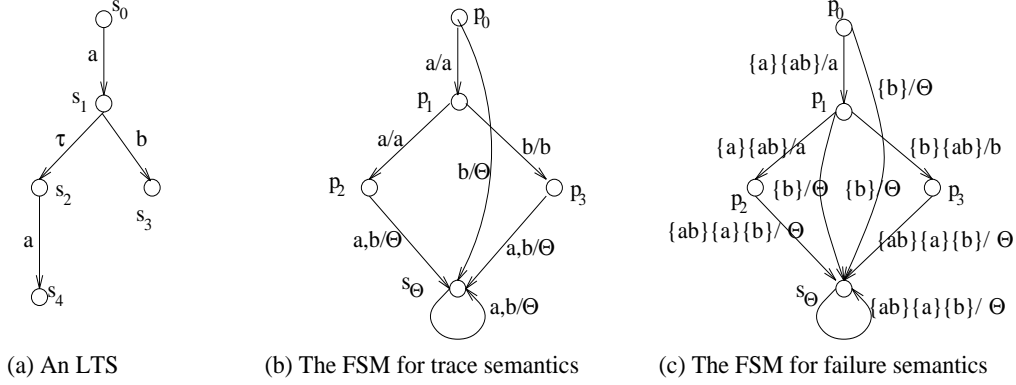 s0
a
s1
τ
b
s2
s3
a
s4
(a) An LTS
p0
a/a
p1
a/a
b/b
b/Θ
p2
p3
a,b/Θ
a,b/Θ
sΘ
a,b/Θ
(b) The FSM for trace semantics
p0
{a}{ab}/a
{b}/Θ
p1
{a}{ab}/a
{b}{ab}/b
{b}/Θ
{b}/Θ
p2
p3
{ab}{a}{b}/ Θ
{ab}{a}{b}/ Θ
sΘ
{ab}{a}{b}/ Θ
(c) The FSM for failure semantics